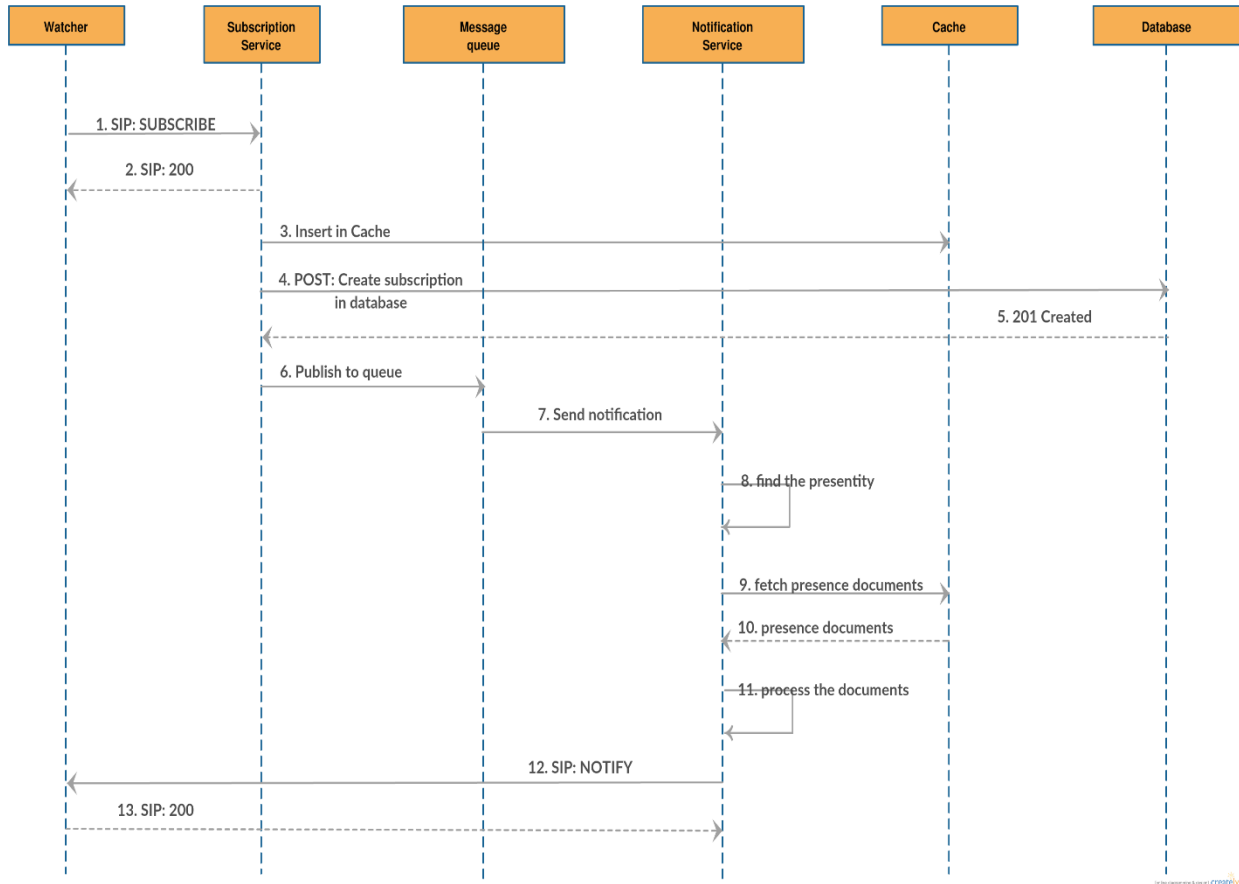 Watcher
Subscription
Service
Message
queue
Notification
Service
Cache
Database
1. SIP: SUBSCRIBE
2. SIP: 200
3. Insert in Cache
4. POST: Create subscription
in database
5. 201 Created
6. Publish to queue
7. Send notification
8. find the presentity
9. fetch presence documents
10. presence documents
11. process the documents
12. SIP: NOTIFY
13. SIP: 200